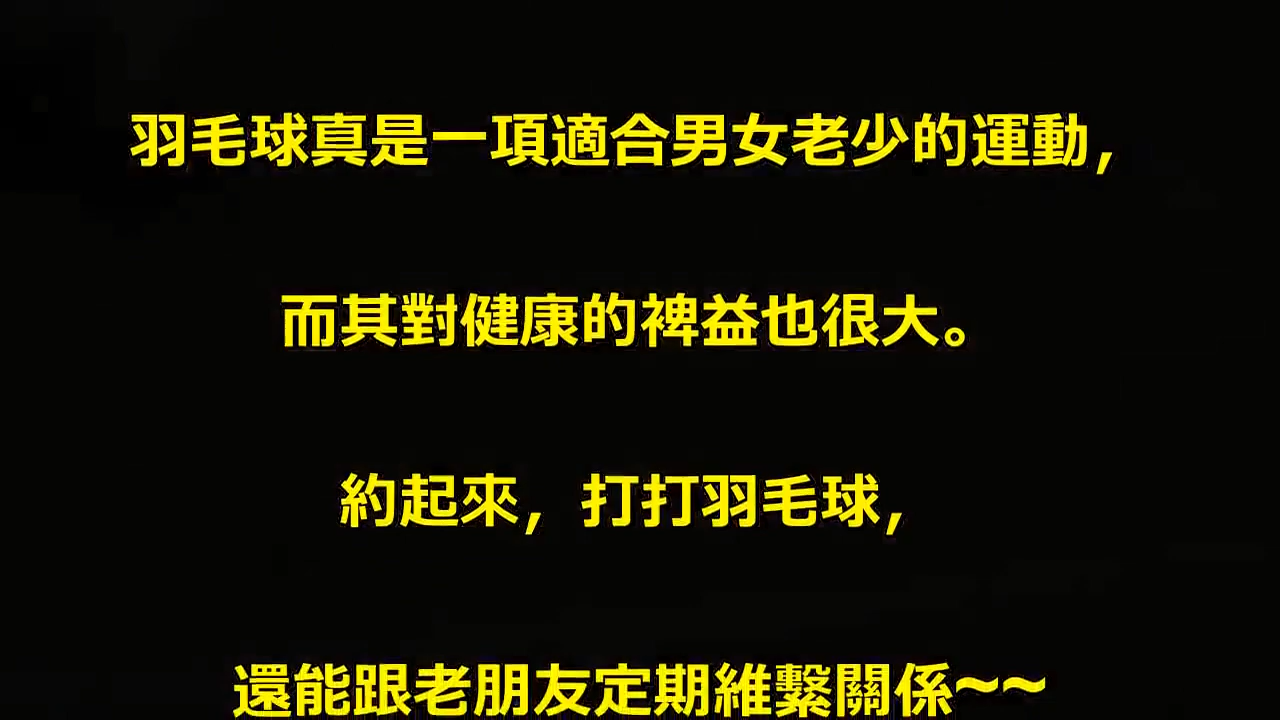 羽毛球真是一項適合男女老少的運動，
而其對健康的裨益也很大。
約起來，打打羽毛球，
還能跟老朋友定期維繫關係~~